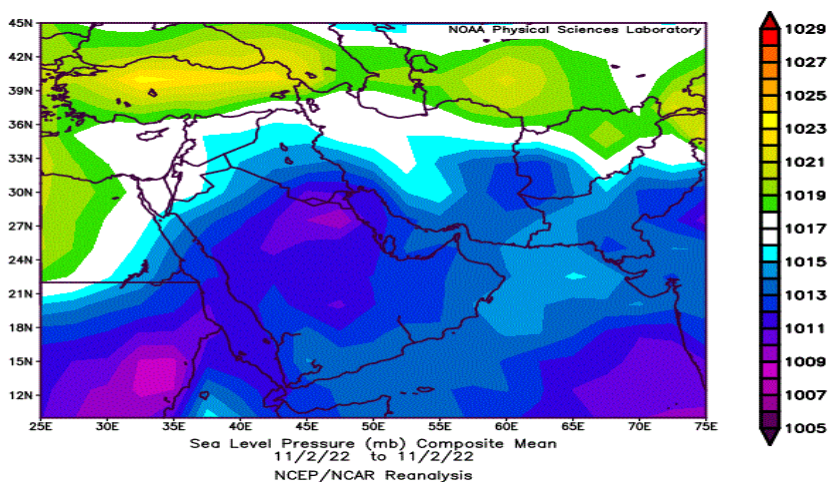 NOAA Physical Sciences Laboratory
45N
42N
39N
36N
33N
30N
27N
24N
21N
18N
15N
12N
25E 30E 35E 40E 45E 50E 55E 60E 65E 70E 75E
1029
1027
1025
1023
1021
1019
1017
1015
1013
1011
1009
1007
1005
Sea Level Pressure (mb) Composite Mean
11/2/22 to 11/2/22
NCEP/NCAR Reanalysis